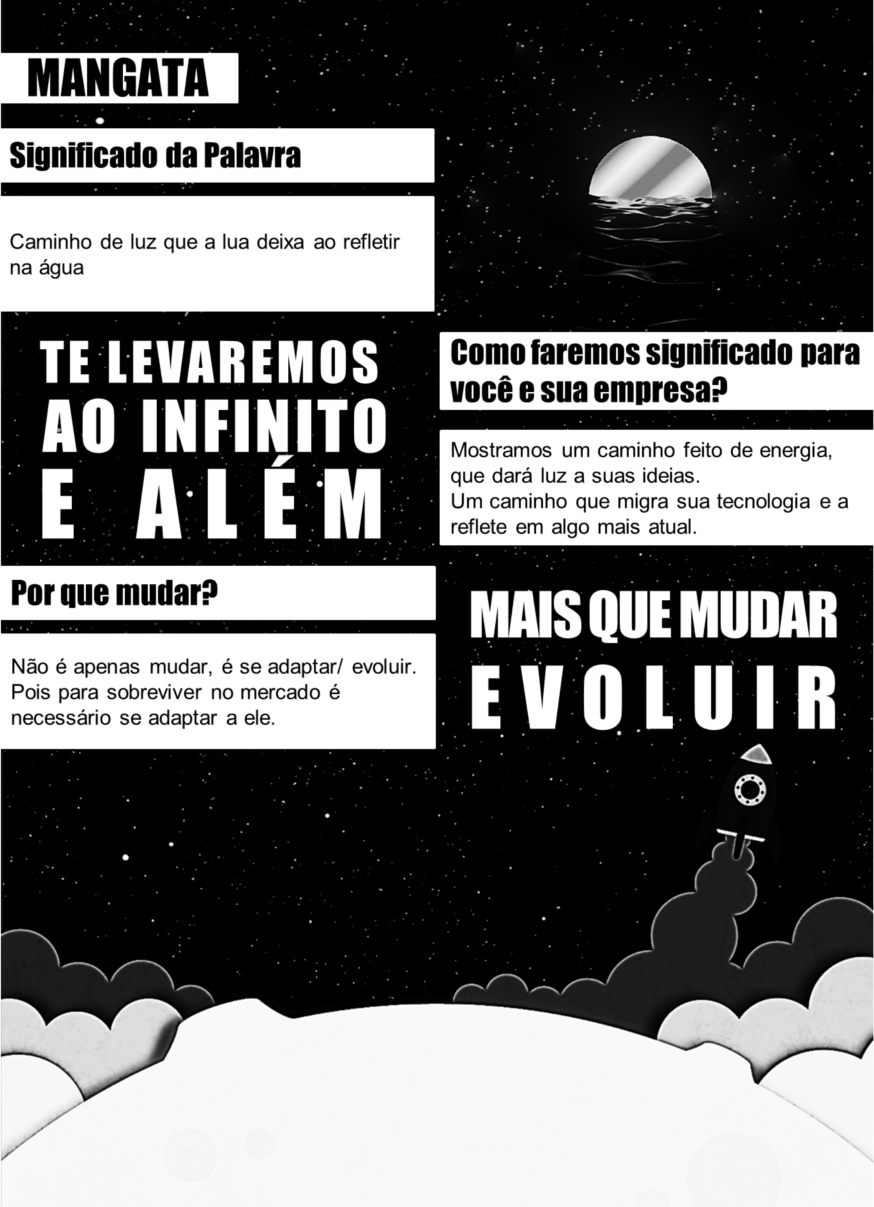 MANGATA
Significado da Palavra
Caminho de luz que a lua deixa ao refletir
na água
TE LEVAREMOS
AO INFINITO
E ALÉM
Como faremos significado para
você e sua empresa?
Mostramos um caminho feito de energia,
que dará luz a suas ideias.
Um caminho que migra sua tecnologia e a
reflete em algo mais atual.
Por que mudar?
Não é apenas mudar, é se adaptar/ evoluir.
Pois para sobreviver no mercado é
necessário se adaptar a ele.
MAIS QUE MUDAR
EVOLUIR